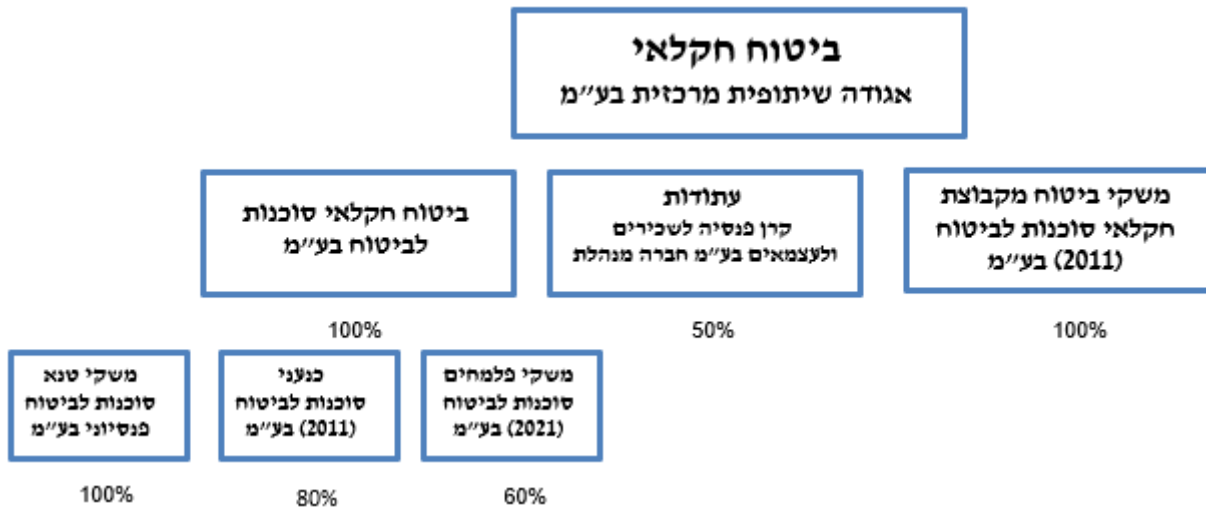 ביטוח חקלאי
אגודה שיתופית מרכזית בע״מ
משקי ביטוח מקבוצת
חקלאי סוכנות לביטוח
(2011) בע״מ
100%
עתודות
קרן פנסיה לשכירים
ולעצמאים בע״מ חברה מנהלת
50%
ביטוח חקלאי סוכנות
לביטוח בע״מ
100%
משקי פלמחים
סוכנות לביטוח
(2021) בע״מ
60%
כנעני
סוכנות לביטוח
(2011) בע״מ
80%
משקי טנא
סוכנות לביטוח
פנסיוני בע״מ
100%